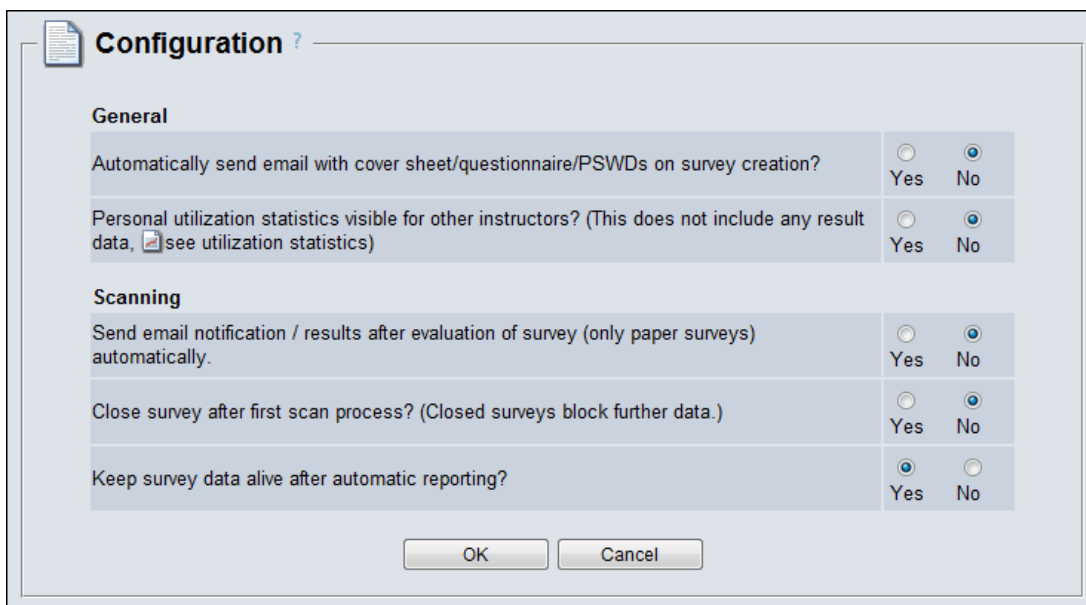 Configuration ?
General
Automatically send email with cover sheet/questionnaire/PSWDs on survey creation?
Yes No
Personal utilization statistics visible for other instructors? (This does not include any result
data, see utilization statistics)
Yes No
Scanning
Send email notification / results after evaluation of survey (only paper surveys)
automatically.
Yes No
Close survey after first scan process? (Closed surveys block further data.)
Yes No
Keep survey data alive after automatic reporting?
Yes No
OK Cancel